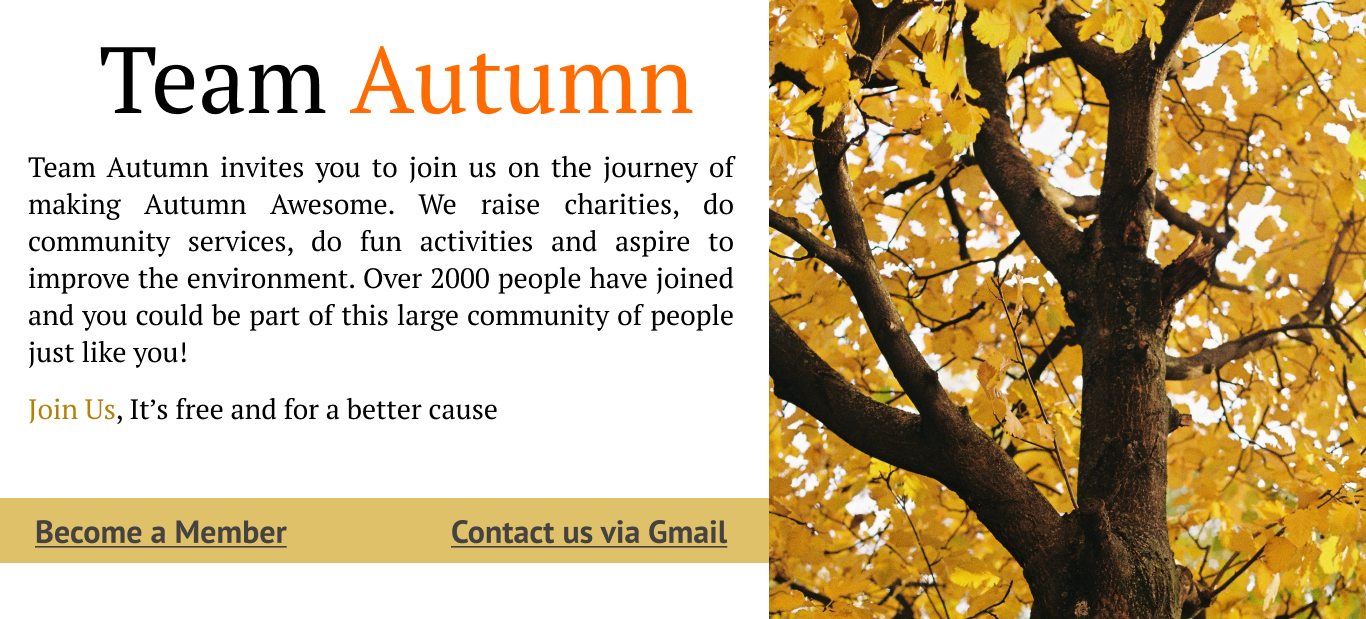 Team Autumn
Team Autumn invites you to join us on the journey of
making Autumn Awesome. We raise charities, do
community services, do fun activities and aspire to
improve the environment. Over 2000 people have joined
and you could be part of this large community of people
just like you!
Join Us, It’s free and for a better cause
Become a Member
Contact us via Gmail